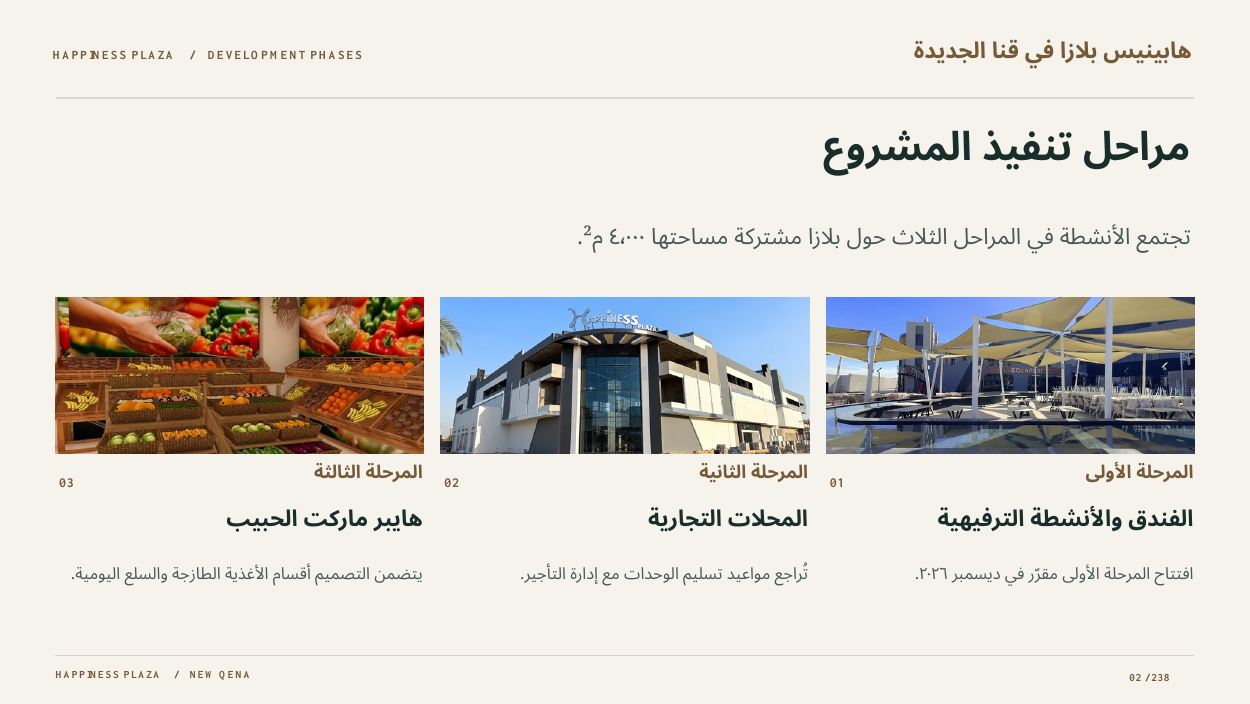 هابينيس بلازا في قنا الجديدة
HAPPINESS PLAZA / DEVELOPMENT PHASES
مراحل تنفيذ المشروع
تجتمع الأنشطة في المراحل الثلاث حول بلازا مشتركة مساحتها ٤،٠٠٠ م².
HAPPINESS PLAZA
المرحلة الأولى
01
الفندق والأنشطة الترفيهية
افتتاح المرحلة الأولى مقرّر في ديسمبر ٢٠٢٦.
المرحلة الثانية
02
المحلات التجارية
تُراجع مواعيد تسليم الوحدات مع إدارة التأجير.
المرحلة الثالثة
03
هايبر ماركت الحبيب
يتضمن التصميم أقسام الأغذية الطازجة والسلع اليومية.
HAPPINESS PLAZA / NEW QENA
02 /238